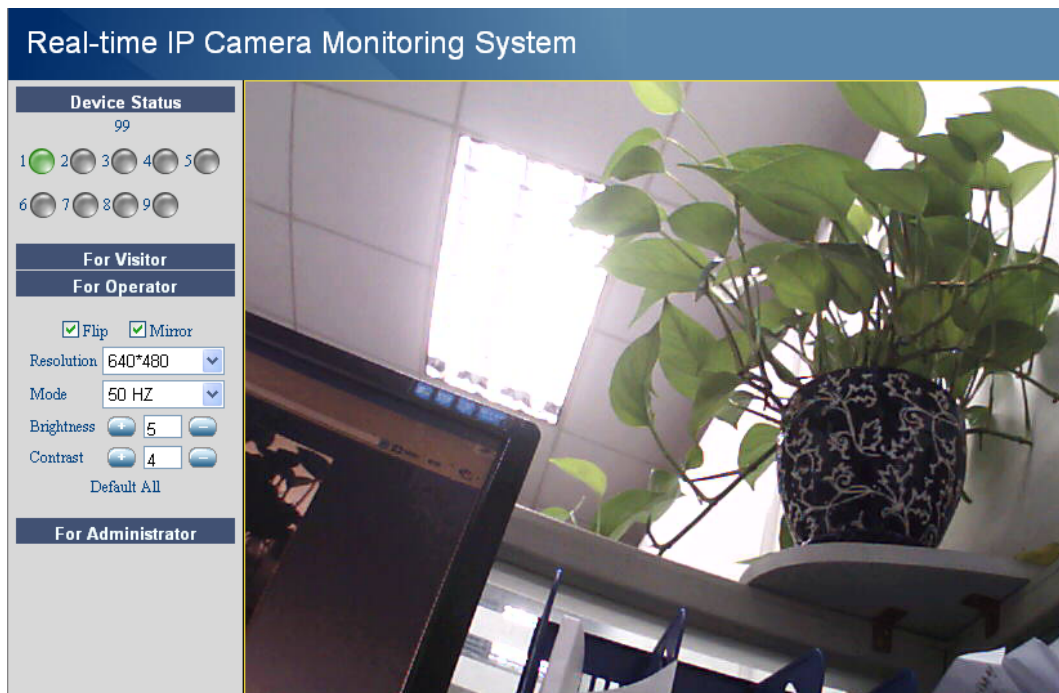 Real-time IP Camera Monitoring System
Device Status
99
1 2 3 4 5
6 7 8 9
For Visitor
For Operator
Flip Mirror
Resolution 640*480
Mode 50 HZ
Brightness + 5 −
Contrast + 4 −
Default All
For Administrator